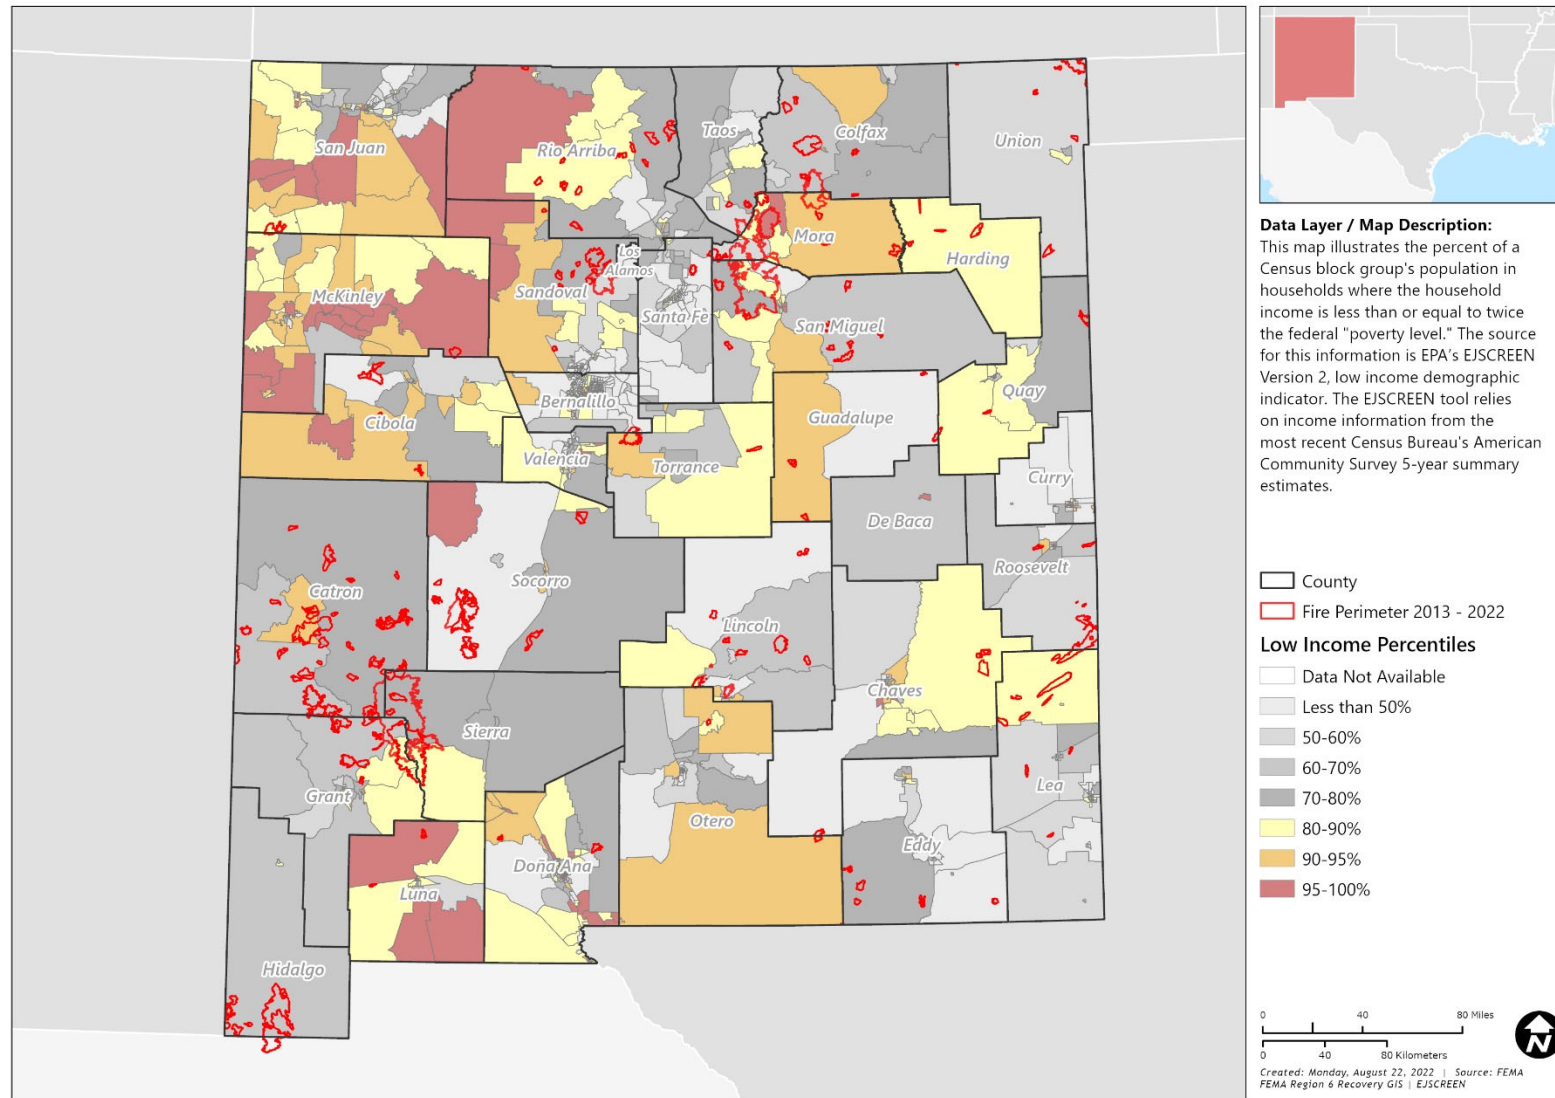 San Juan
Rio Arriba
Taos
Colfax
Union
Mora
Harding
Los
Alamos
McKinley
Sandoval
Santa Fe
San Miguel
Quay
Bernalillo
Guadalupe
Cibola
Valencia
Torrance
Curry
De Baca
Roosevelt
Catron
Socorro
Lincoln
Chaves
Sierra
Lea
Grant
Otero
Eddy
Doña Ana
Luna
Hidalgo
Data Layer / Map Description:
This map illustrates the percent of a
Census block group's population in
households where the household
income is less than or equal to twice
the federal "poverty level." The source
for this information is EPA's EJSCREEN
Version 2, low income demographic
indicator. The EJSCREEN tool relies
on income information from the
most recent Census Bureau's American
Community Survey 5-year summary
estimates.
County
Fire Perimeter 2013 - 2022
Low Income Percentiles
Data Not Available
Less than 50%
50-60%
60-70%
70-80%
80-90%
90-95%
95-100%
0 40 80 Miles
0 40 80 Kilometers
N
Created: Monday, August 22, 2022 | Source: FEMA
FEMA Region 6 Recovery GIS | EJSCREEN